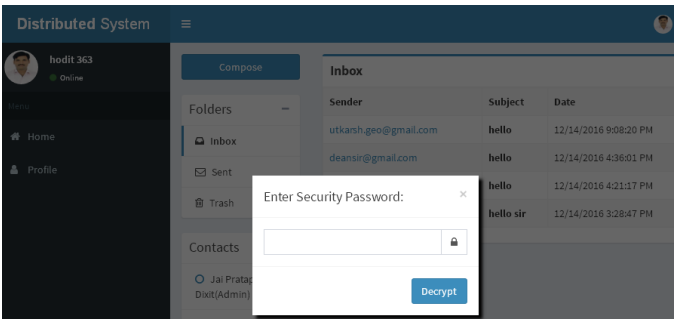 Distributed System
hodit 363
Online
Menu
Home
Profile
Compose
Folders
Inbox
Sent
Trash
Contacts
Jai Pratap
Dixit(Admin)
Inbox
Sender Subject Date
utkarsh.geo@gmail.com hello 12/14/2016 9:08:20 PM
deansir@gmail.com hello 12/14/2016 4:36:01 PM
hello 12/14/2016 4:21:17 PM
hello sir 12/14/2016 3:28:47 PM
Enter Security Password: ×
Decrypt